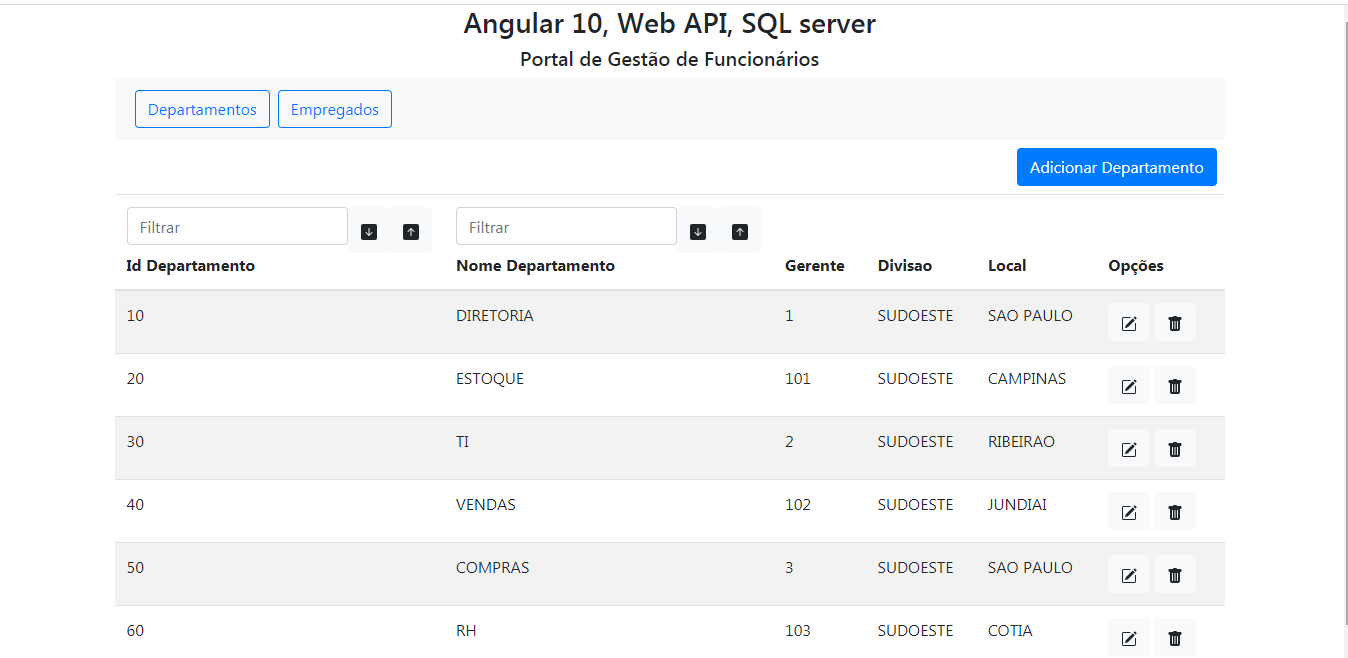 Angular 10, Web API, SQL server
Portal de Gestão de Funcionários
Departamentos Empregados
Adicionar Departamento
Filtrar Filtrar
Id Departamento Nome Departamento Gerente Divisao Local Opções
10 DIRETORIA 1 SUDOESTE SAO PAULO
20 ESTOQUE 101 SUDOESTE CAMPINAS
30 TI 2 SUDOESTE RIBEIRAO
40 VENDAS 102 SUDOESTE JUNDIAI
50 COMPRAS 3 SUDOESTE SAO PAULO
60 RH 103 SUDOESTE COTIA